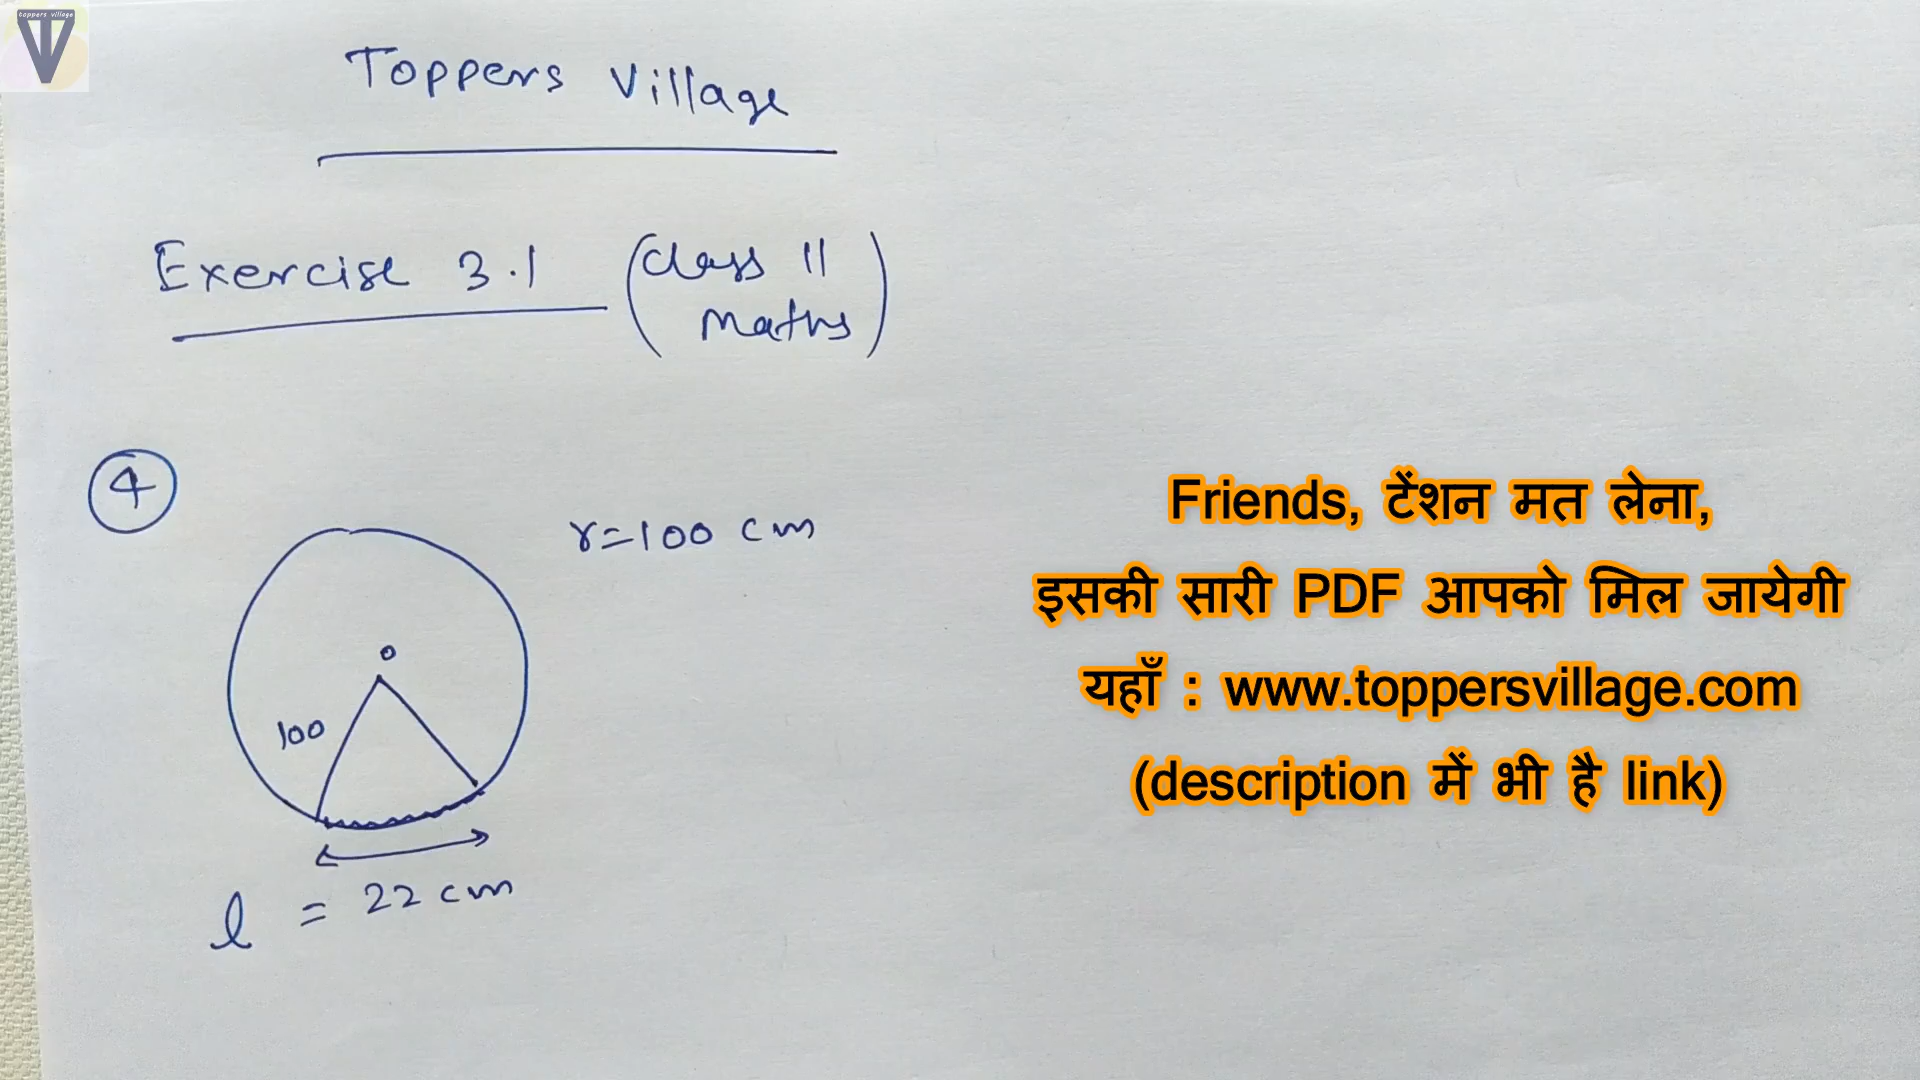 toppers village
Toppers Village
Exercise 3.1 (Class 11
Maths)
4
r=100 cm
o
100
l = 22 cm
Friends, टेंशन मत लेना,
इसकी सारी PDF आपको मिल जायेगी
यहाँ : www.toppersvillage.com
(description में भी है link)